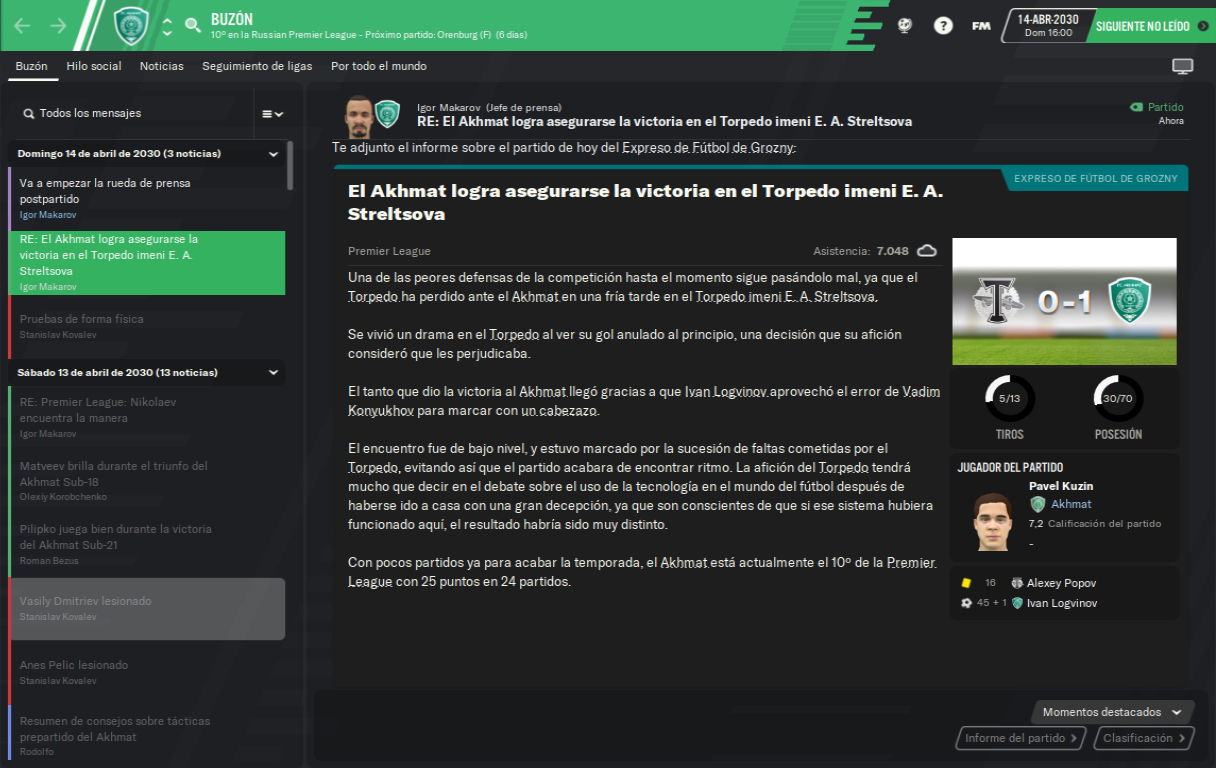 BUZÓN
10º en la Russian Premier League - Próximo partido: Orenburg (F) (6 días)
FM
14-ABR-2030
Dom 16:00
SIGUIENTE NO LEÍDO
Buzón
Hilo social
Noticias
Seguimiento de ligas
Por todo el mundo
Todos los mensajes
Domingo 14 de abril de 2030 (3 noticias)
Va a empezar la rueda de prensa
postpartido
Igor Makarov
RE: El Akhmat logra asegurarse la
victoria en el Torpedo imeni E. A.
Streltsova
Igor Makarov
Pruebas de forma física
Stanislav Kovalev
Sábado 13 de abril de 2030 (13 noticias)
RE: Premier League: Nikolaev
encuentra la manera
Igor Makarov
Matveev brilla durante el triunfo del
Akhmat Sub-18
Olexiy Korobchenko
Pilipko juega bien durante la victoria
del Akhmat Sub-21
Roman Bezus
Vasily Dmitriev lesionado
Stanislav Kovalev
Anes Pelic lesionado
Stanislav Kovalev
Resumen de consejos sobre tácticas
prepartido del Akhmat
Rodolfo
Igor Makarov (Jefe de prensa)
RE: El Akhmat logra asegurarse la victoria en el Torpedo imeni E. A. Streltsova
Partido
Ahora
Te adjunto el informe sobre el partido de hoy del Expreso de Fútbol de Grozny:
EXPRESO DE FÚTBOL DE GROZNY
El Akhmat logra asegurarse la victoria en el Torpedo imeni E. A.
Streltsova
Premier League
Asistencia: 7.048
Una de las peores defensas de la competición hasta el momento sigue pasándolo mal, ya que el
Torpedo ha perdido ante el Akhmat en una fría tarde en el Torpedo imeni E. A. Streltsova.
Se vivió un drama en el Torpedo al ver su gol anulado al principio, una decisión que su afición
consideró que les perjudicaba.
El tanto que dio la victoria al Akhmat llegó gracias a que Ivan Logvinov aprovechó el error de Vadim
Konyukhov para marcar con un cabezazo.
El encuentro fue de bajo nivel, y estuvo marcado por la sucesión de faltas cometidas por el
Torpedo, evitando así que el partido acabara de encontrar ritmo. La afición del Torpedo tendrá
mucho que decir en el debate sobre el uso de la tecnología en el mundo del fútbol después de
haberse ido a casa con una gran decepción, ya que son conscientes de que si ese sistema hubiera
funcionado aquí, el resultado habría sido muy distinto.
Con pocos partidos ya para acabar la temporada, el Akhmat está actualmente el 10º de la Premier
League con 25 puntos en 24 partidos.
0-1
5/13
30/70
TIROS
POSESIÓN
JUGADOR DEL PARTIDO
Pavel Kuzin
Akhmat
7,2 Calificación del partido
-
16 Alexey Popov
45 + 1 Ivan Logvinov
Momentos destacados
Informe del partido
Clasificación